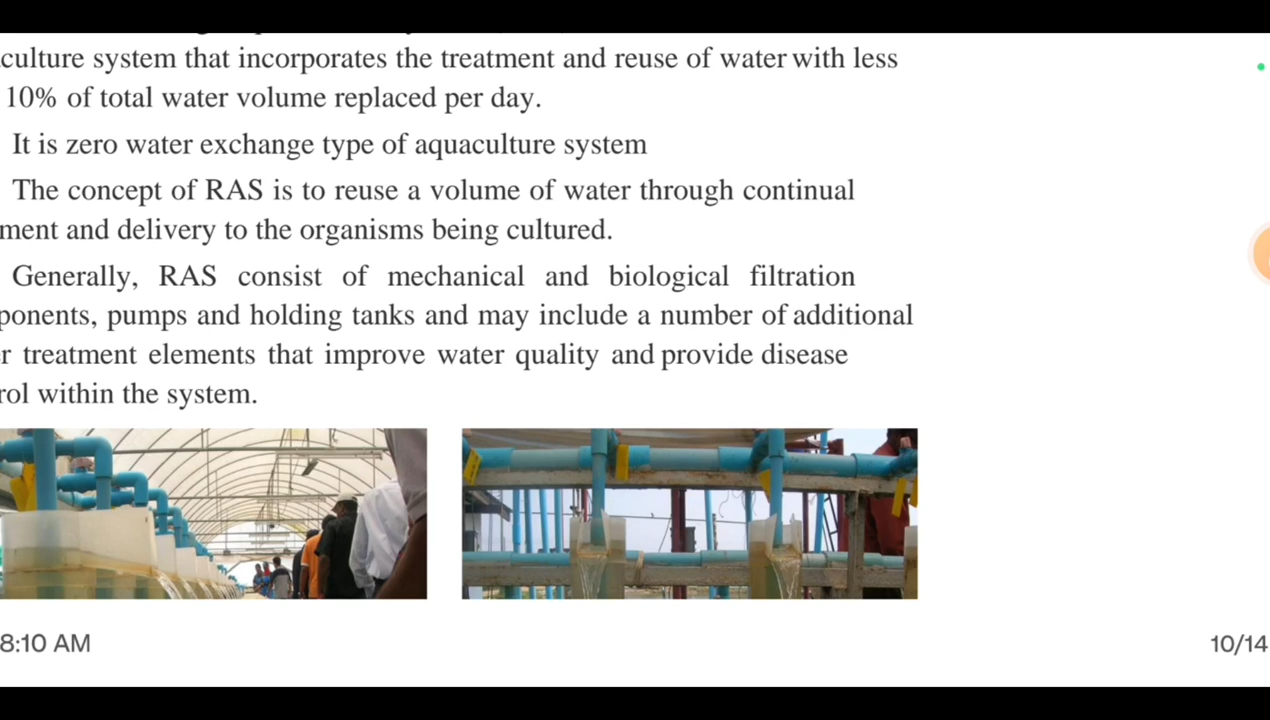 culture system that incorporates the treatment and reuse of water with less
10% of total water volume replaced per day.
It is zero water exchange type of aquaculture system
The concept of RAS is to reuse a volume of water through continual
ment and delivery to the organisms being cultured.
Generally, RAS consist of mechanical and biological filtration
ponents, pumps and holding tanks and may include a number of additional
r treatment elements that improve water quality and provide disease
rol within the system.
8:10 AM
10/14